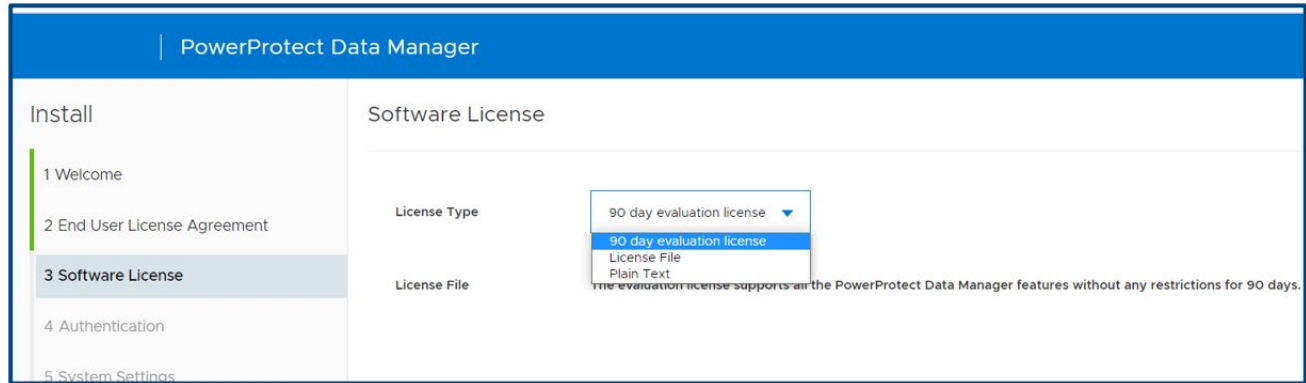 PowerProtect Data Manager
Install
1 Welcome
2 End User License Agreement
3 Software License
4 Authentication
5 System Settings
Software License
License Type
90 day evaluation license
90 day evaluation license
License File
Plain Text
License File
The evaluation license supports all the PowerProtect Data Manager features without any restrictions for 90 days.